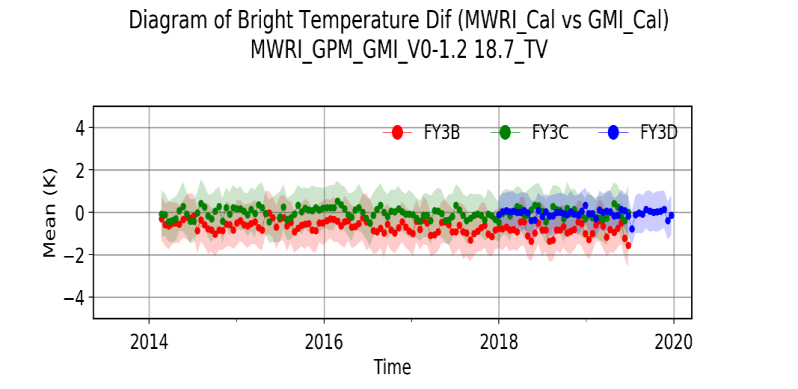 Diagram of Bright Temperature Dif (MWRI_Cal vs GMI_Cal)
MWRI_GPM_GMI_V0-1.2 18.7_TV
FY3B FY3C FY3D
4
2
0
−2
−4
Mean (K)
2014 2016 2018 2020
Time